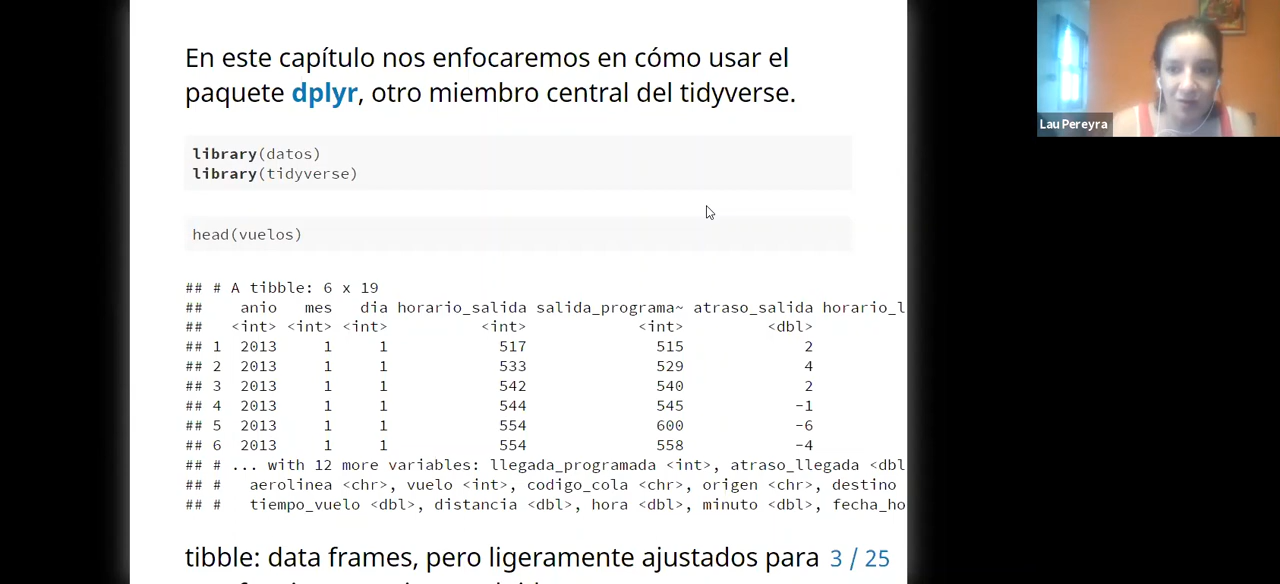 En este capítulo nos enfocaremos en cómo usar el
paquete dplyr, otro miembro central del tidyverse.
library(datos)
library(tidyverse)
head(vuelos)
## # A tibble: 6 x 19
## anio mes dia horario_salida salida_programa~ atraso_salida horario_l
## <int> <int> <int> <int> <int> <dbl>
## 1 2013 1 1 517 515 2
## 2 2013 1 1 533 529 4
## 3 2013 1 1 542 540 2
## 4 2013 1 1 544 545 -1
## 5 2013 1 1 554 600 -6
## 6 2013 1 1 554 558 -4
## # ... with 12 more variables: llegada_programada <int>, atraso_llegada <dbl
## # aerolinea <chr>, vuelo <int>, codigo_cola <chr>, origen <chr>, destino
## # tiempo_vuelo <dbl>, distancia <dbl>, hora <dbl>, minuto <dbl>, fecha_ho
tibble: data frames, pero ligeramente ajustados para
3 / 25
Lau Pereyra